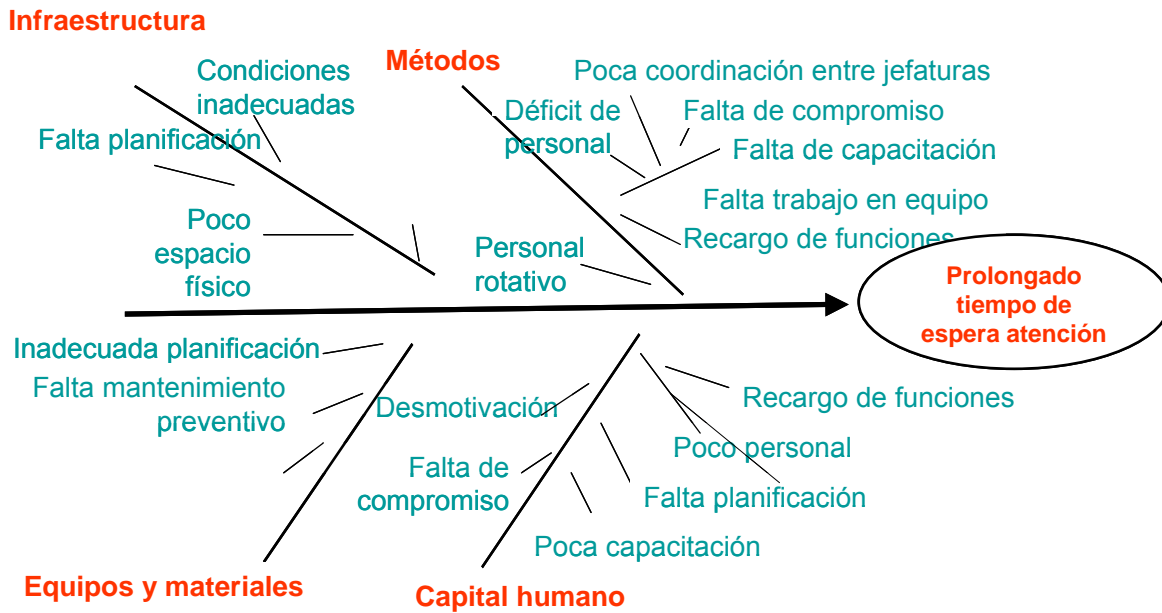 Infraestructura
Condiciones
inadecuadas
Falta planificación
Poco
espacio
físico
Métodos
Poca coordinación entre jefaturas
Déficit de
personal
Falta de compromiso
Falta de capacitación
Falta trabajo en equipo
Recargo de funciones
Personal
rotativo
Prolongado
tiempo de
espera atención
Inadecuada planificación
Falta mantenimiento
preventivo
Equipos y materiales
Desmotivación
Falta de
compromiso
Recargo de funciones
Poco personal
Falta planificación
Poca capacitación
Capital humano